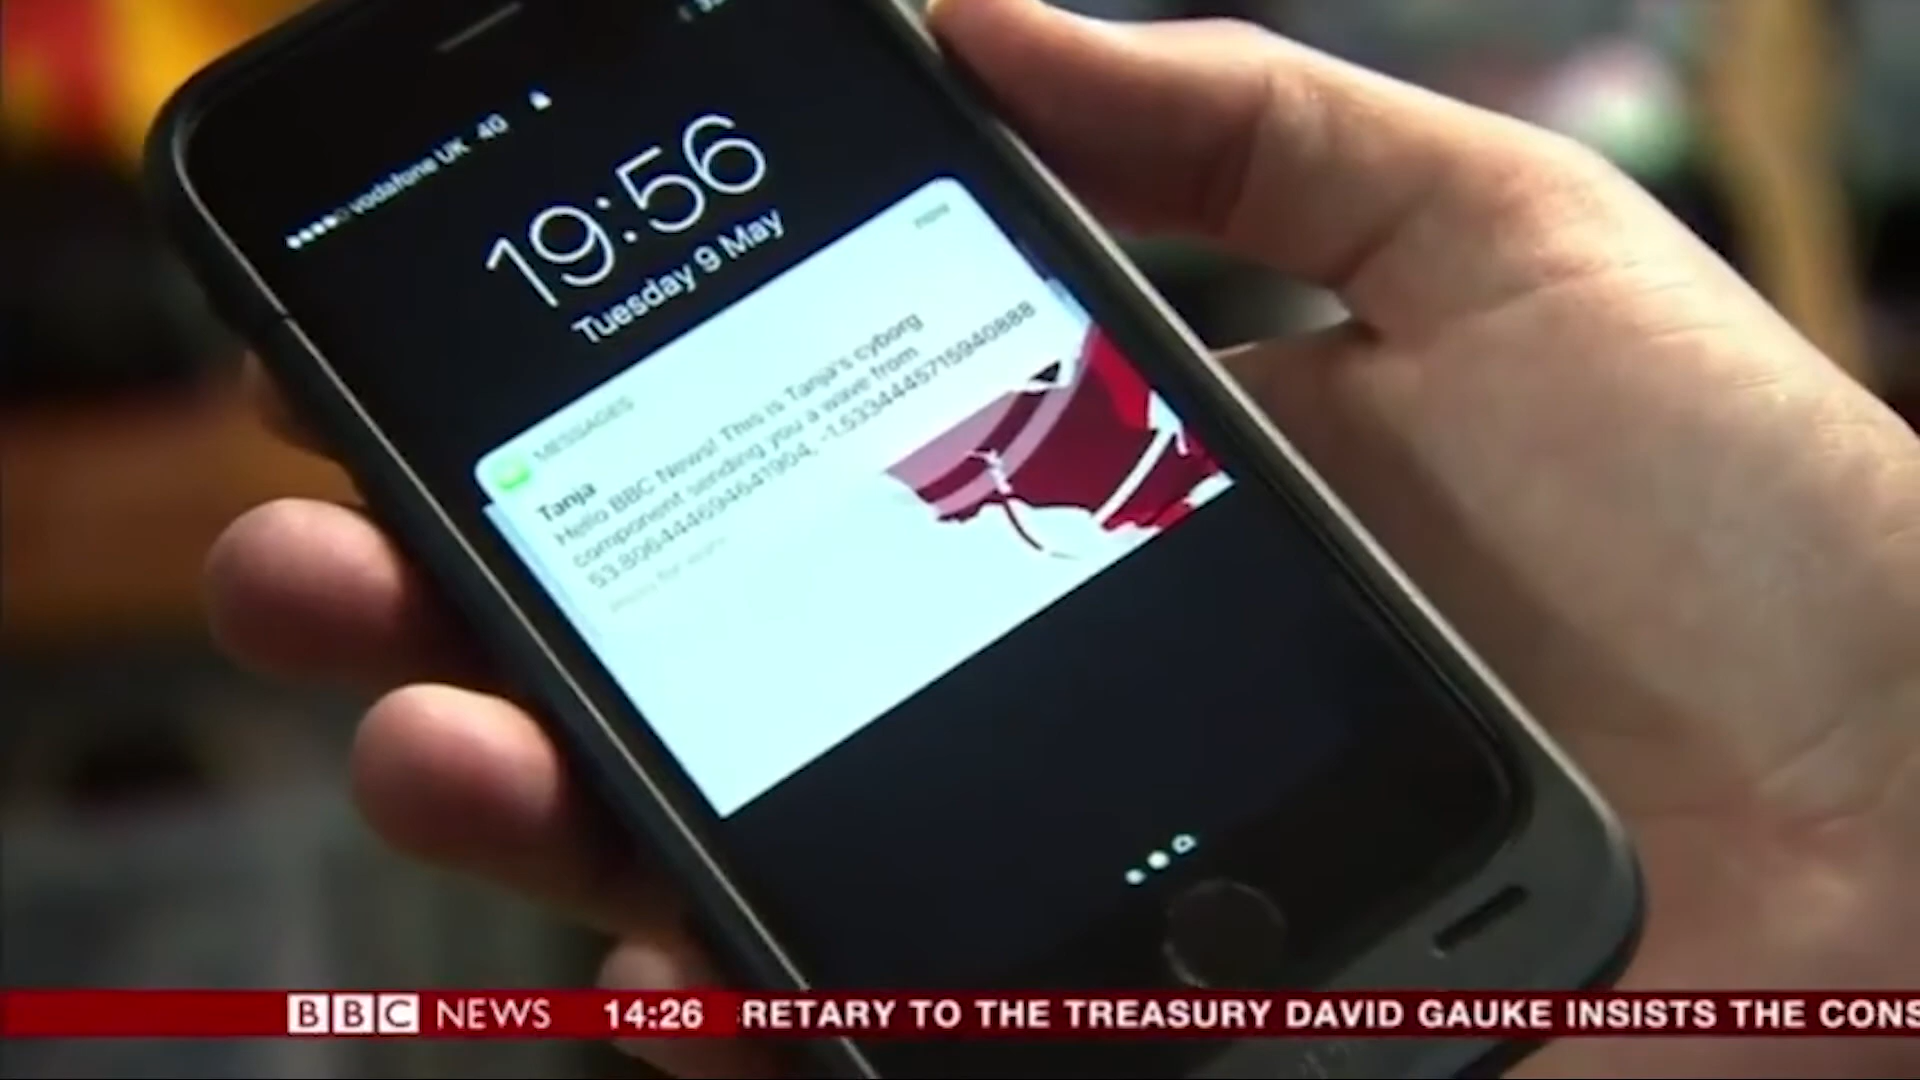 vodafone UK 4G
19:56
Tuesday 9 May
MESSAGES
now
Tanja
Hello BBC News! This is Tanja's cyborg
component sending you a wave from
53.806444694641904, -1.5334445715940888
BBC NEWS 14:26 RETARY TO THE TREASURY DAVID GAUKE INSISTS THE CONS